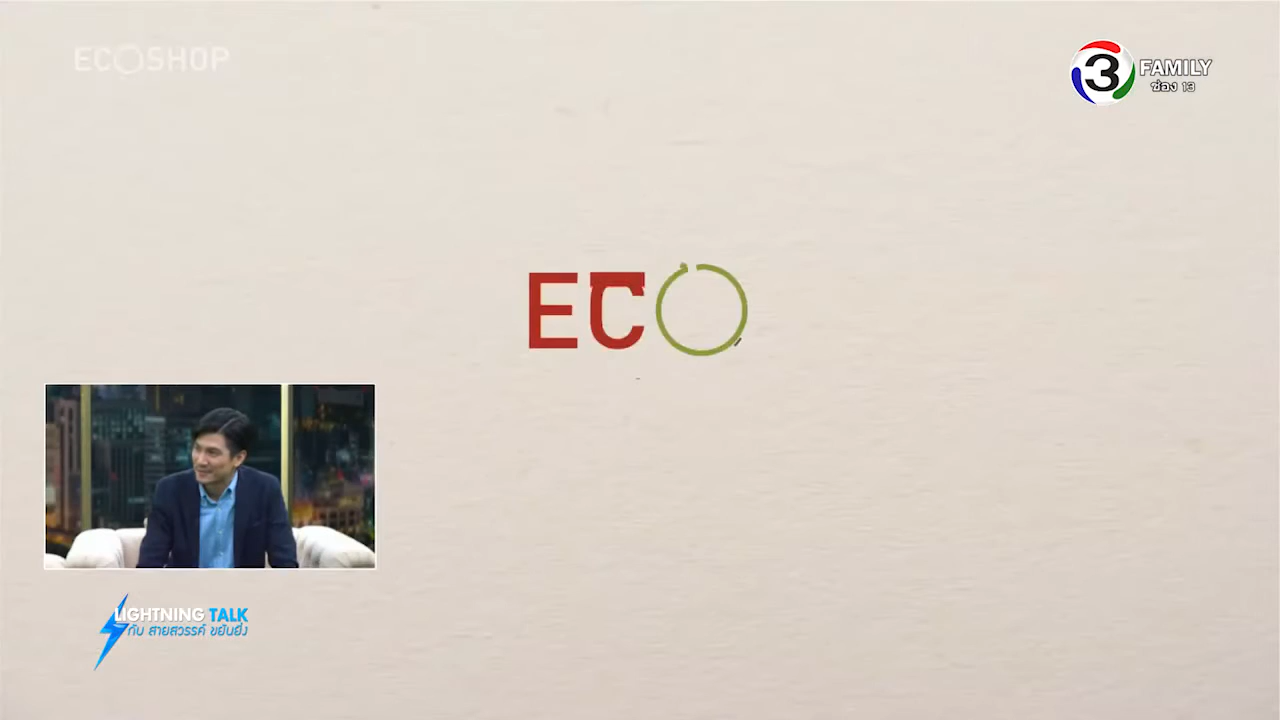 ECOSHOP
3 FAMILY
ช่อง 13
ECO
LIGHTNING TALK
กับ สายสวรรค์ ขยันยิ่ง